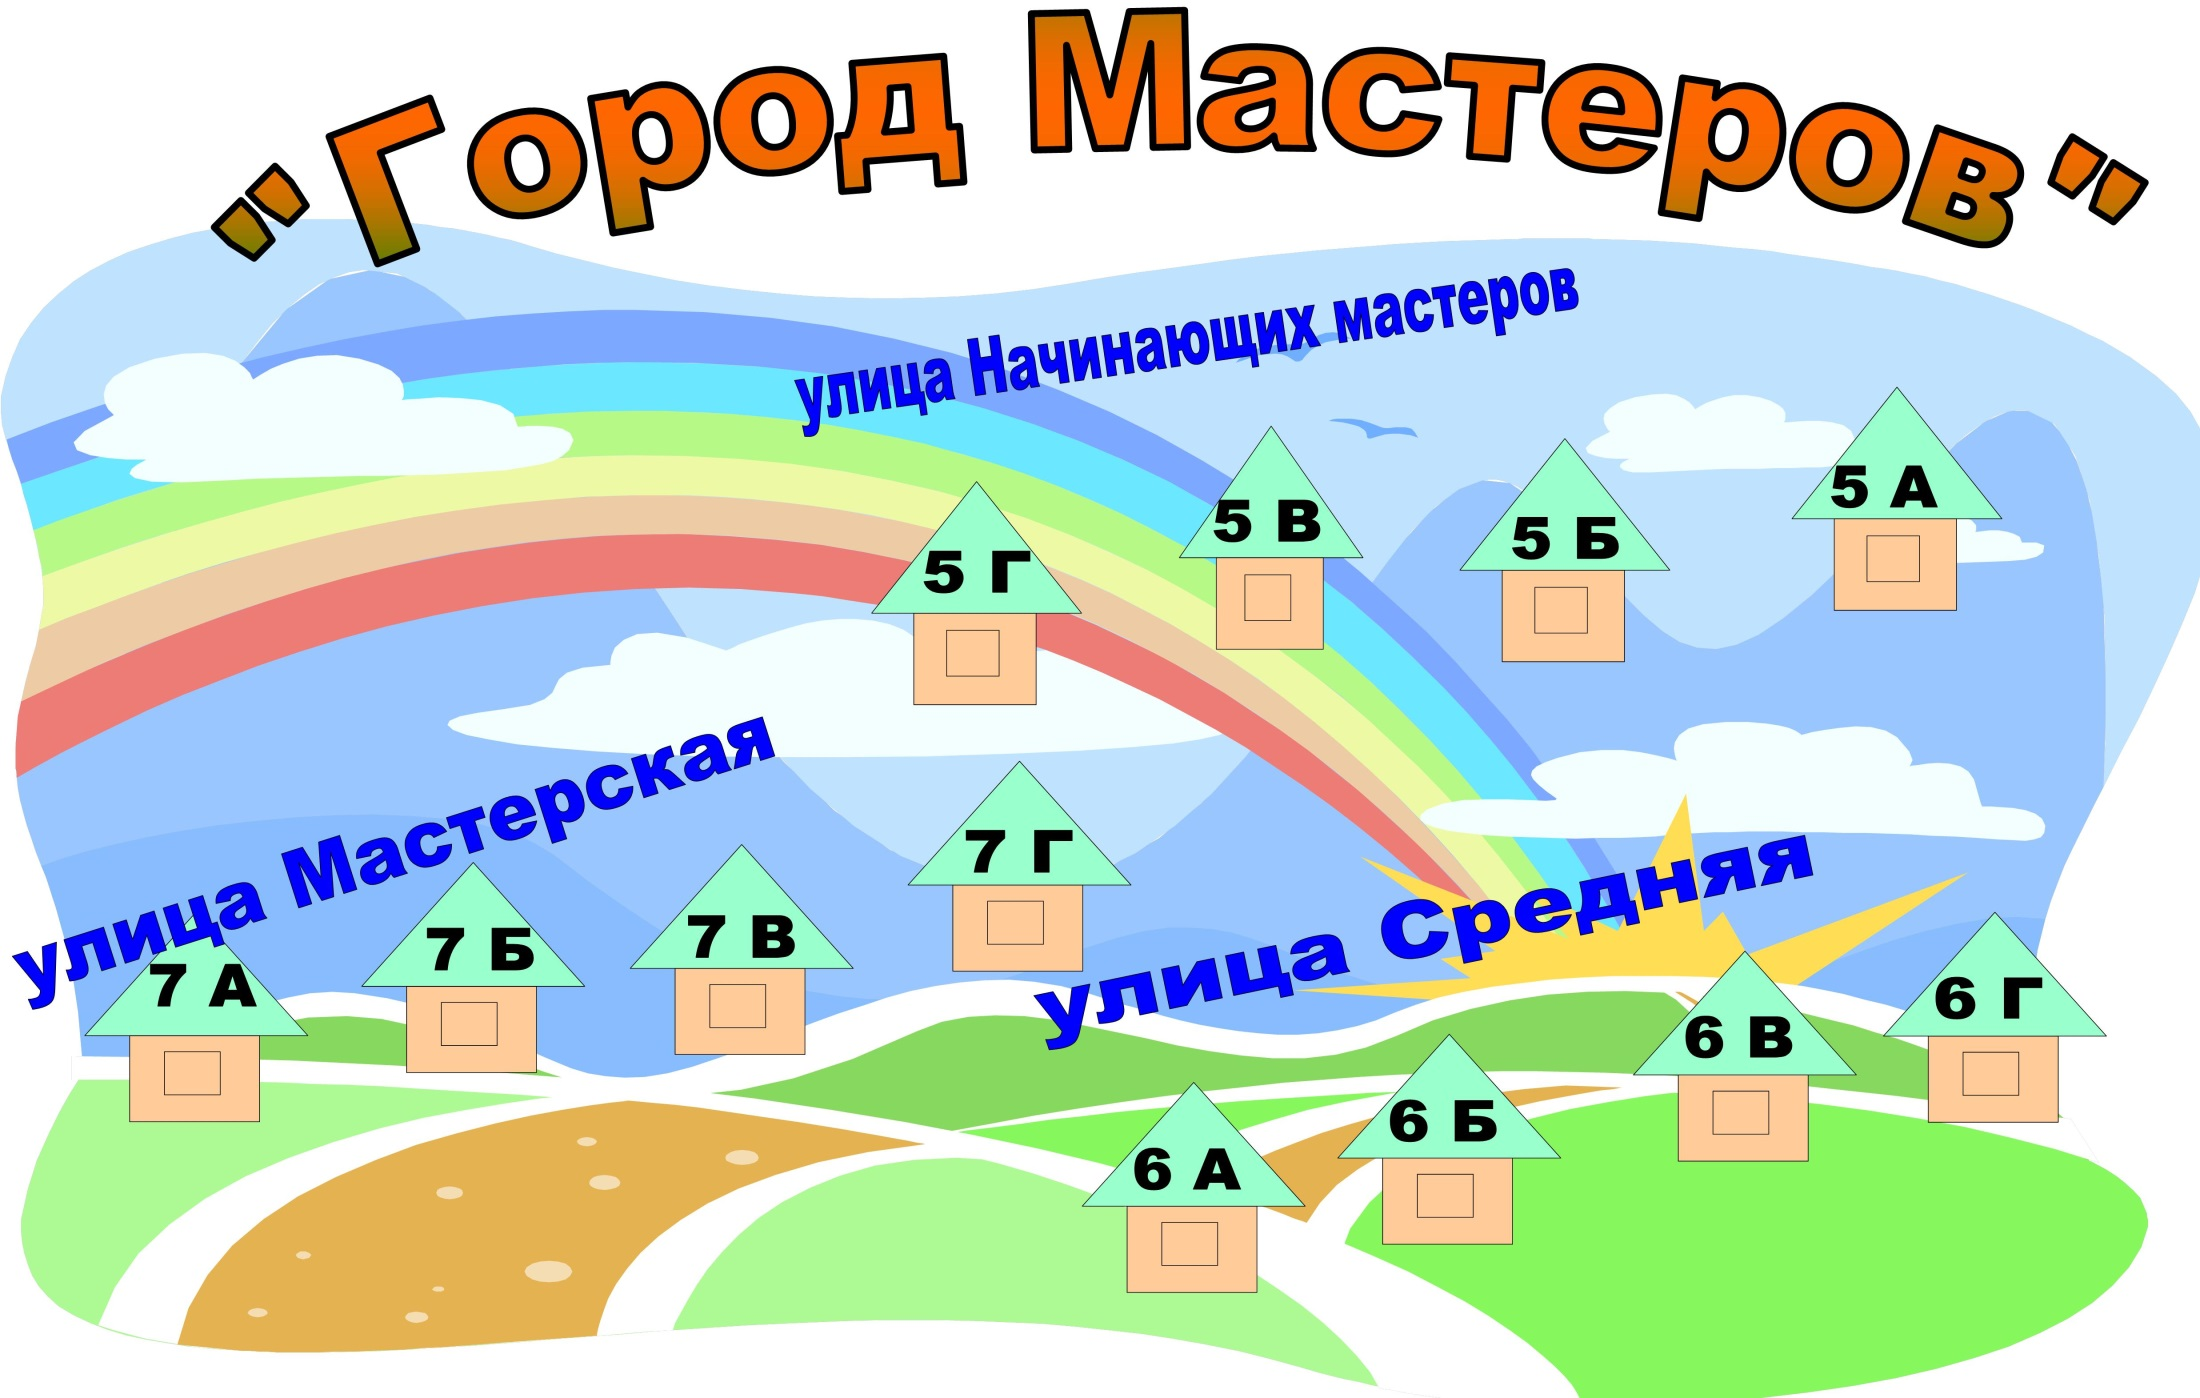 "Город Мастеров"
улица Начинающих мастеров
5 Г
5 В
5 Б
5 А
улица Мастерская
7 А
7 Б
7 В
7 Г
улица Средняя
6 А
6 Б
6 В
6 Г